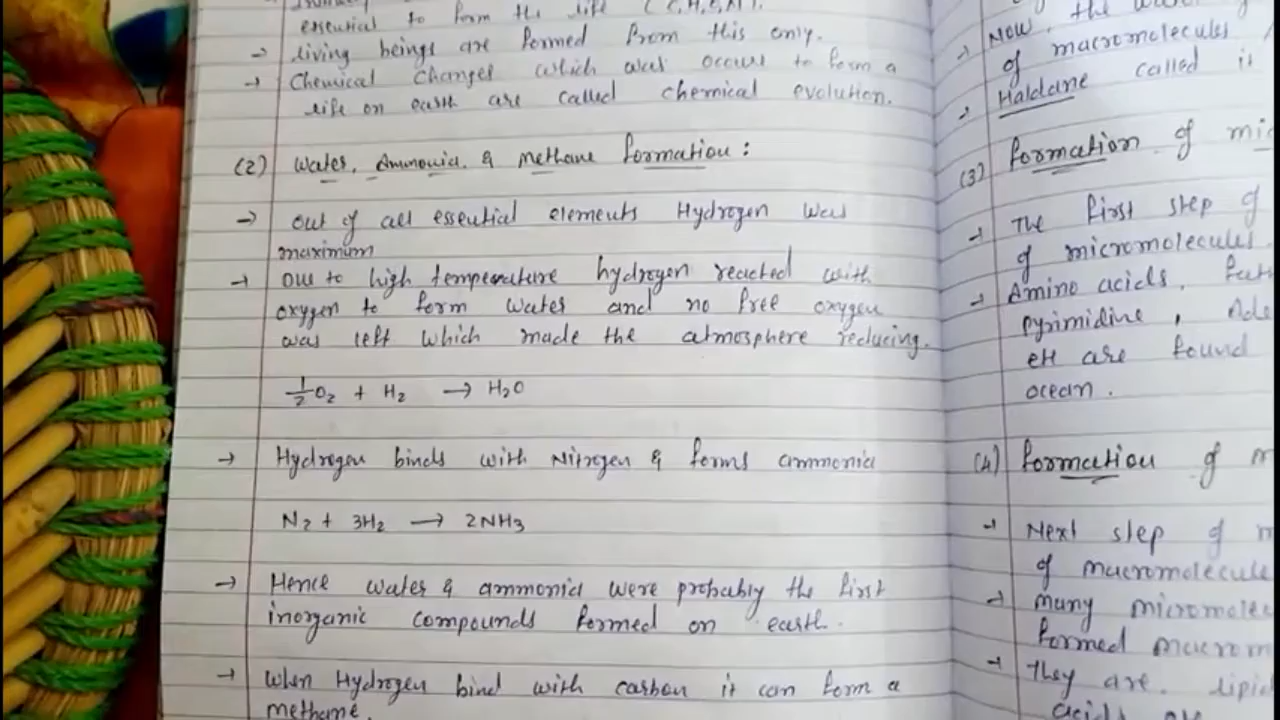 essential to form the life (C, H, O, N).
→ living beings are formed from this only.
→ Chemical changes which was occurs to form a
life on earth are called chemical evolution.
(2) Water, Ammonia & Methane formation:
→ out of all essential elements Hydrogen was
maximum
→ Due to high temperature hydrogen reacted with
oxygen to form water and no free oxygen
was left which made the atmosphere reducing.
1/2 O2 + H2 → H2O
→ Hydrogen binds with Nitrogen & forms ammonia
N2 + 3H2 → 2NH3
→ Hence water & ammonia were probably the first
inorganic compounds formed on earth.
→ When Hydrogen bind with carbon it can form a
methane.
→ Now, the
of macromolecules
→ Haldane called it
(3) formation of
→ The first step of
of micromolecules
→ Amino acids,
pyrimidine,
etc are found
ocean.
(4) formation of
→ Next step of
of macromolecule
→ many
formed
→ They are